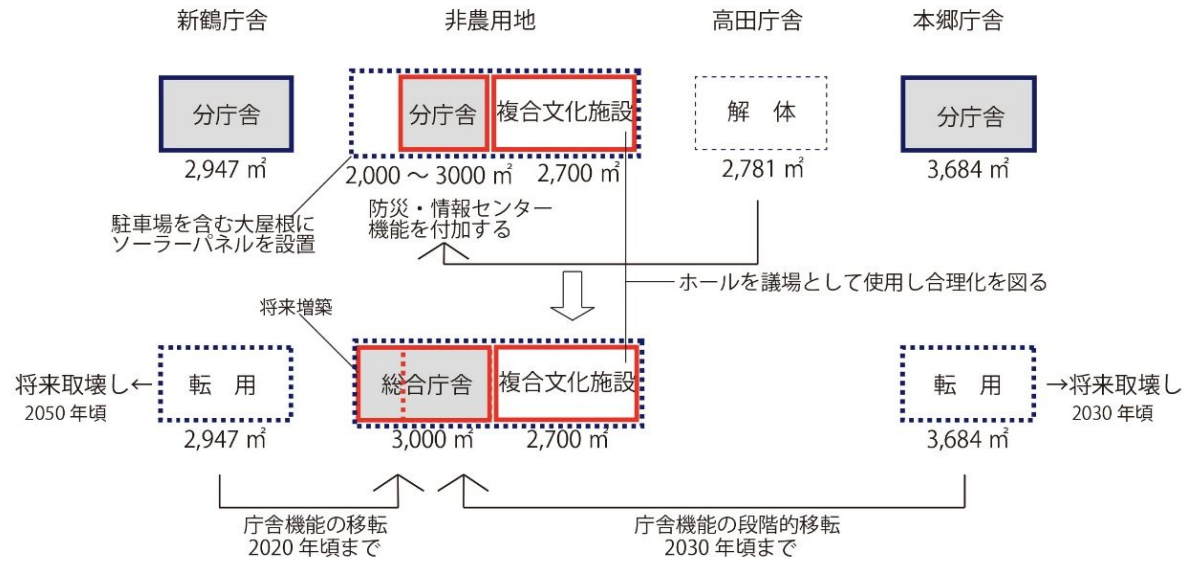 新鶴庁舎
非農用地
高田庁舎
本郷庁舎
分庁舎
分庁舎
複合文化施設
解 体
分庁舎
2,947 ㎡
2,000 ～ 3000 ㎡
2,700 ㎡
2,781 ㎡
3,684 ㎡
駐車場を含む大屋根に
ソーラーパネルを設置
防災・情報センター
機能を付加する
ホールを議場として使用し合理化を図る
将来増築
将来取壊し←
2050 年頃
転 用
総合庁舎
複合文化施設
転 用
→将来取壊し
2030 年頃
2,947 ㎡
3,000 ㎡
2,700 ㎡
3,684 ㎡
庁舎機能の移転
2020 年頃まで
庁舎機能の段階的移転
2030 年頃まで